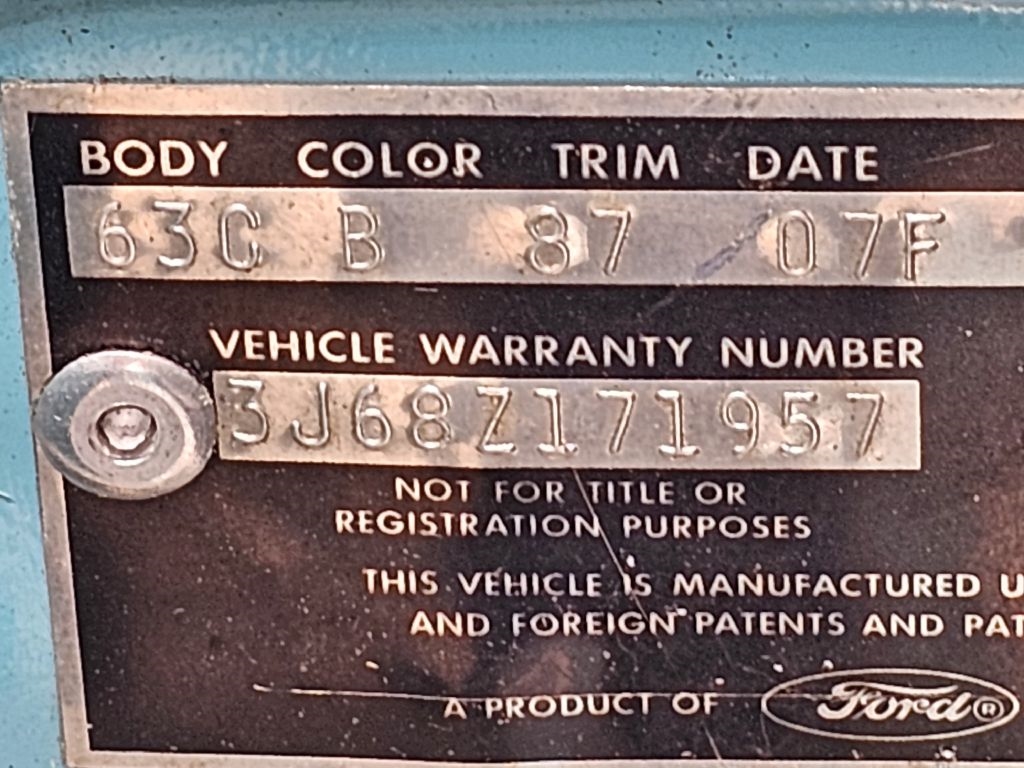 BODY COLOR TRIM DATE
63C B 87 07F
VEHICLE WARRANTY NUMBER
3J68Z171957
NOT FOR TITLE OR
REGISTRATION PURPOSES
THIS VEHICLE IS MANUFACTURED U
AND FOREIGN PATENTS AND PAT
A PRODUCT OF Ford®